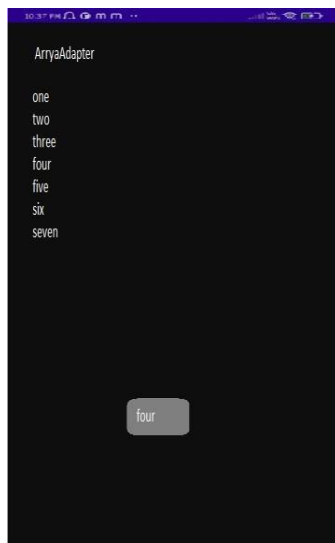 10:37 PM
ArryaAdapter
one
two
three
four
five
six
seven
four